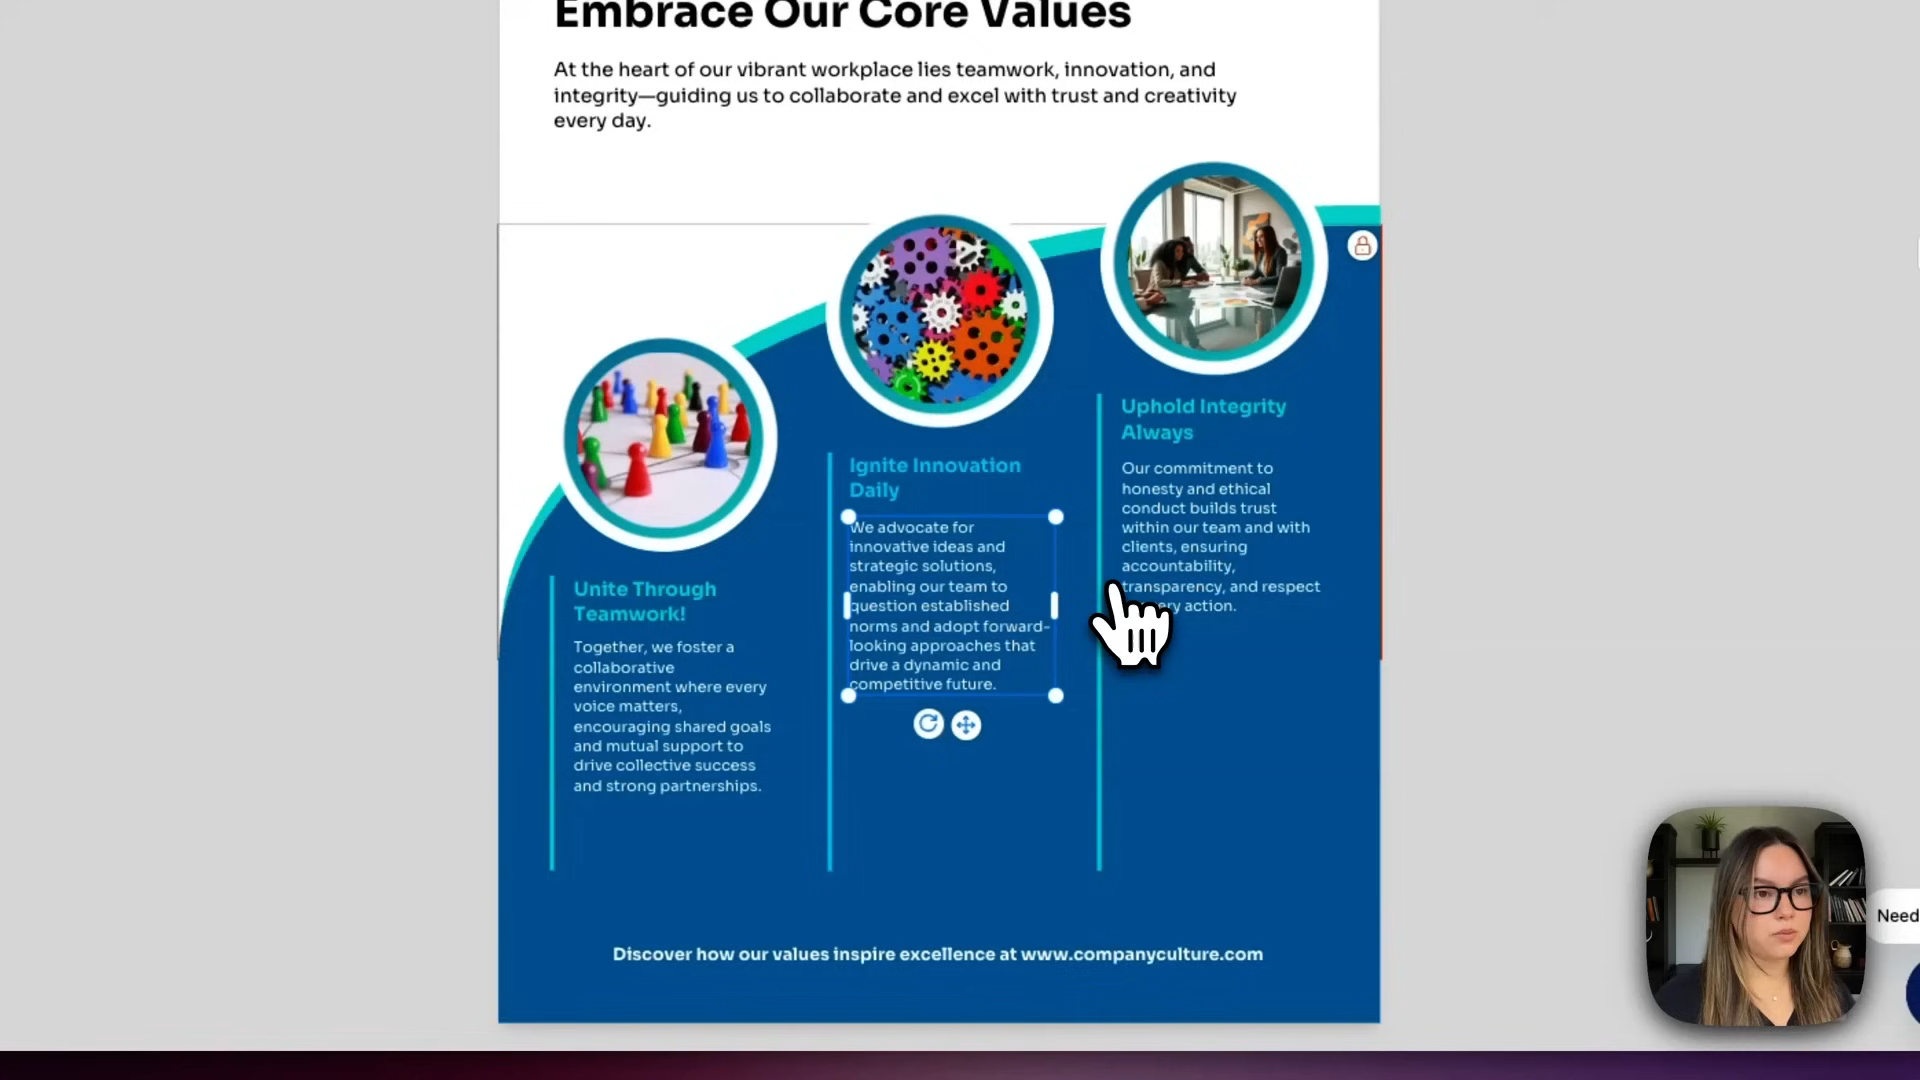 Embrace Our Core Values
At the heart of our vibrant workplace lies teamwork, innovation, and
integrity—guiding us to collaborate and excel with trust and creativity
every day.
Unite Through
Teamwork!
Together, we foster a
collaborative
environment where every
voice matters,
encouraging shared goals
and mutual support to
drive collective success
and strong partnerships.
Ignite Innovation
Daily
We advocate for
innovative ideas and
strategic solutions,
enabling our team to
question established
norms and adopt forward-
looking approaches that
drive a dynamic and
competitive future.
Uphold Integrity
Always
Our commitment to
honesty and ethical
conduct builds trust
within our team and with
clients, ensuring
accountability,
transparency, and respect
action.
Discover how our values inspire excellence at www.companyculture.com
Need